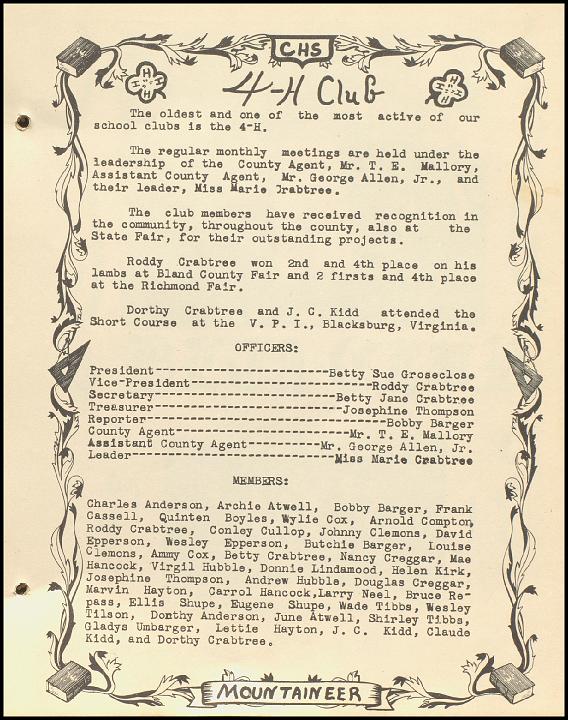 CHS
4-H Club
The oldest and one of the most active of our
school clubs is the 4-H.
The regular monthly meetings are held under the
leadership of the County Agent, Mr. T. E. Mallory,
Assistant County Agent, Mr. George Allen, Jr., and
their leader, Miss Marie Crabtree.
The club members have received recognition in
the community, throughout the county, also at the
State Fair, for their outstanding projects.
Roddy Crabtree won 2nd and 4th place on his
lambs at Bland County Fair and 2 firsts and 4th place
at the Richmond Fair.
Dorthy Crabtree and J. C. Kidd attended the
Short Course at the V. P. I., Blacksburg, Virginia.
OFFICERS:
President---------------------------Betty Sue Groseclose
Vice-President----------------------------Roddy Crabtree
Secretary----------------------------Betty Jane Crabtree
Treasurer------------------------------Josephine Thompson
Reporter----------------------------------Bobby Barger
County Agent----------------------------Mr. T. E. Mallory
Assistant County Agent-----------Mr. George Allen, Jr.
Leader--------------------------------Miss Marie Crabtree
MEMBERS:
Charles Anderson, Archie Atwell, Bobby Barger, Frank
Cassell, Quinten Boyles, Wylie Cox, Arnold Compton,
Roddy Crabtree, Conley Cullop, Johnny Clemons, David
Epperson, Wesley Epperson, Butchie Barger, Louise
Clemons, Ammy Cox, Betty Crabtree, Nancy Creggar, Mae
Hancock, Virgil Hubble, Donnie Lindamood, Helen Kirk,
Josephine Thompson, Andrew Hubble, Douglas Creggar,
Marvin Hayton, Carrol Hancock, Larry Neel, Bruce Re-
pass, Ellis Shupe, Eugene Shupe, Wade Tibbs, Wesley
Tilson, Dorthy Anderson, June Atwell, Shirley Tibbs,
Gladys Umbarger, Lettie Hayton, J. C. Kidd, Claude
Kidd, and Dorthy Crabtree.
MOUNTAINEER